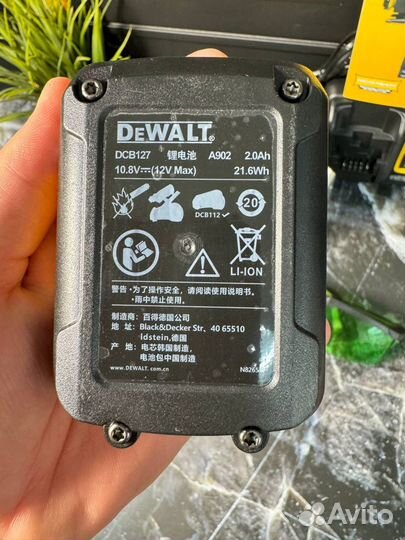 DEWALT®
DCB127 锂电池 A902 2.0Ah
10.8V⎓(12V Max) 21.6Wh
DCB112
20
LI-ION
警告·为了操作安全，请阅读使用说明书。
·雨中禁止使用。
制造商： 百得德国公司
地 址： Black&Decker Str, 40 65510
Idstein,德国
产 地： 电芯韩国制造，
电池包中国制造
www.DEWALT.com.cn
Avito